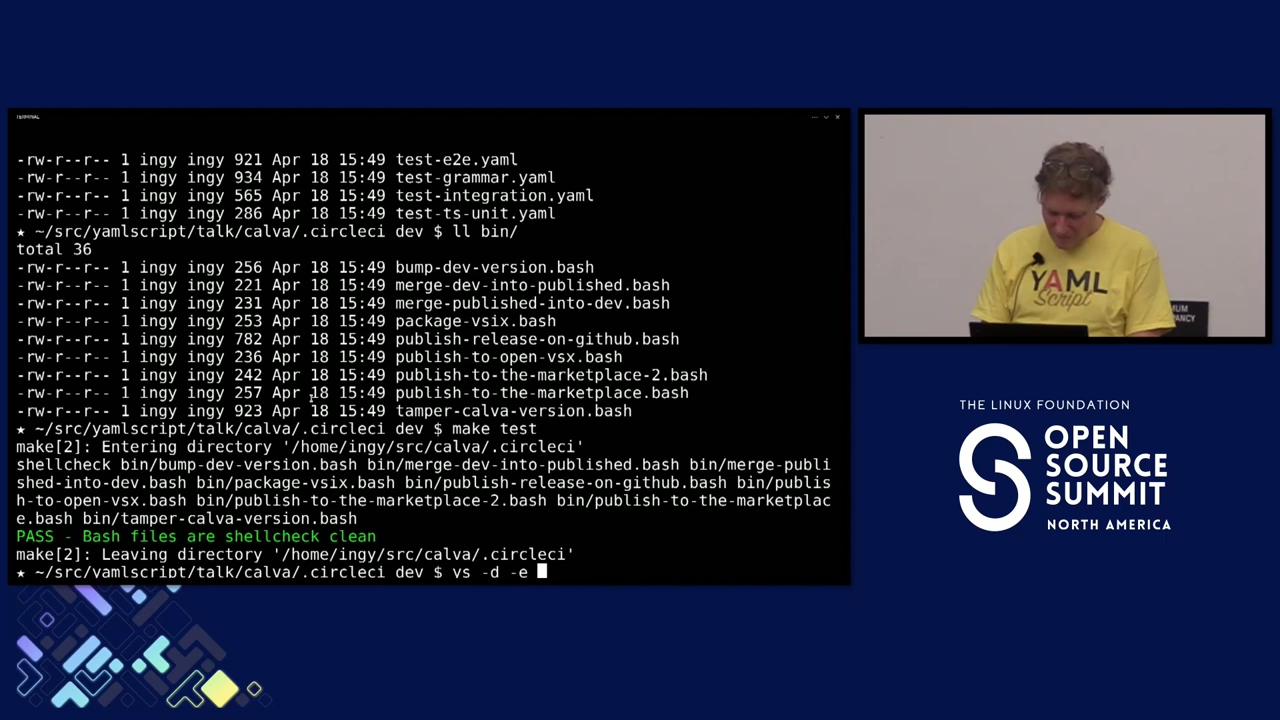 TERMINAL
-rw-r--r-- 1 ingy ingy 921 Apr 18 15:49 test-e2e.yaml
-rw-r--r-- 1 ingy ingy 934 Apr 18 15:49 test-grammar.yaml
-rw-r--r-- 1 ingy ingy 565 Apr 18 15:49 test-integration.yaml
-rw-r--r-- 1 ingy ingy 286 Apr 18 15:49 test-ts-unit.yaml
★ ~/src/yamlscript/talk/calva/.circleci dev $ ll bin/
total 36
-rw-r--r-- 1 ingy ingy 256 Apr 18 15:49 bump-dev-version.bash
-rw-r--r-- 1 ingy ingy 221 Apr 18 15:49 merge-dev-into-published.bash
-rw-r--r-- 1 ingy ingy 231 Apr 18 15:49 merge-published-into-dev.bash
-rw-r--r-- 1 ingy ingy 253 Apr 18 15:49 package-vsix.bash
-rw-r--r-- 1 ingy ingy 782 Apr 18 15:49 publish-release-on-github.bash
-rw-r--r-- 1 ingy ingy 236 Apr 18 15:49 publish-to-open-vsx.bash
-rw-r--r-- 1 ingy ingy 242 Apr 18 15:49 publish-to-the-marketplace-2.bash
-rw-r--r-- 1 ingy ingy 257 Apr 18 15:49 publish-to-the-marketplace.bash
-rw-r--r-- 1 ingy ingy 923 Apr 18 15:49 tamper-calva-version.bash
★ ~/src/yamlscript/talk/calva/.circleci dev $ make test
make[2]: Entering directory '/home/ingy/src/calva/.circleci'
shellcheck bin/bump-dev-version.bash bin/merge-dev-into-published.bash bin/merge-publi
shed-into-dev.bash bin/package-vsix.bash bin/publish-release-on-github.bash bin/publis
h-to-open-vsx.bash bin/publish-to-the-marketplace-2.bash bin/publish-to-the-marketplac
e.bash bin/tamper-calva-version.bash
PASS - Bash files are shellcheck clean
make[2]: Leaving directory '/home/ingy/src/calva/.circleci'
★ ~/src/yamlscript/talk/calva/.circleci dev $ ys -d -e
YAML
Script
MUM
PANCY
THE LINUX FOUNDATION
OPEN
SOURCE
SUMMIT
NORTH AMERICA